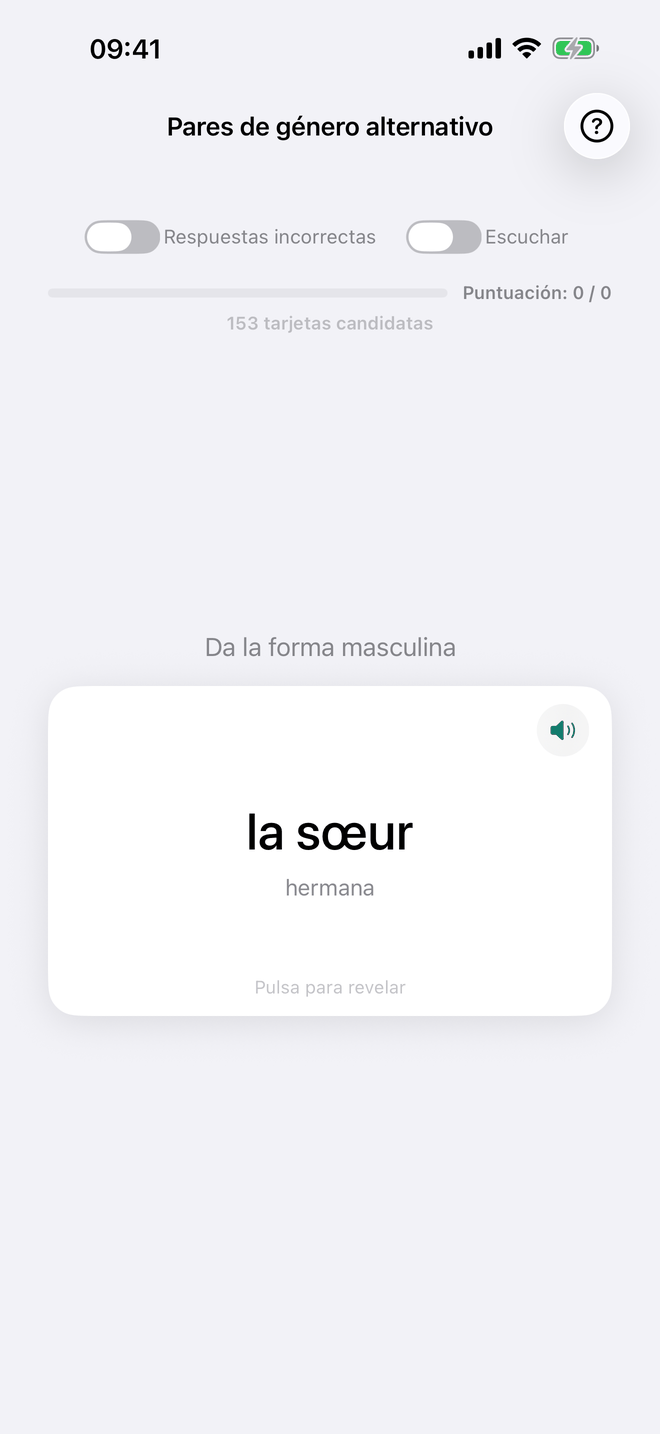 09:41
Pares de género alternativo
Respuestas incorrectas
Escuchar
Puntuación: 0 / 0
153 tarjetas candidatas
Da la forma masculina
la sœur
hermana
Pulsa para revelar